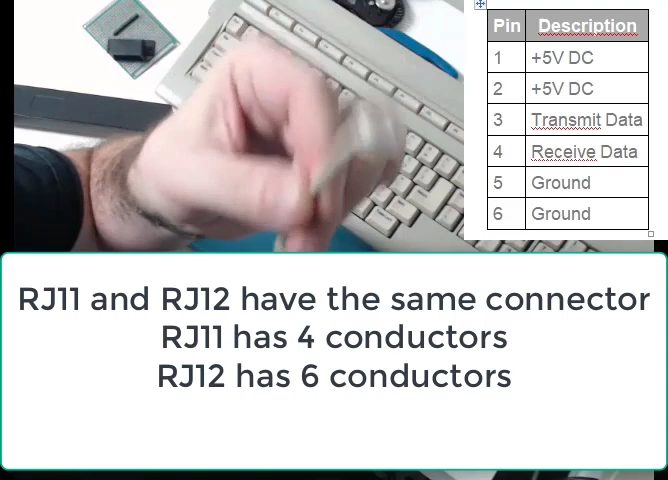 Pin Description
1 +5V DC
2 +5V DC
3 Transmit Data
4 Receive Data
5 Ground
6 Ground
RJ11 and RJ12 have the same connector
RJ11 has 4 conductors
RJ12 has 6 conductors